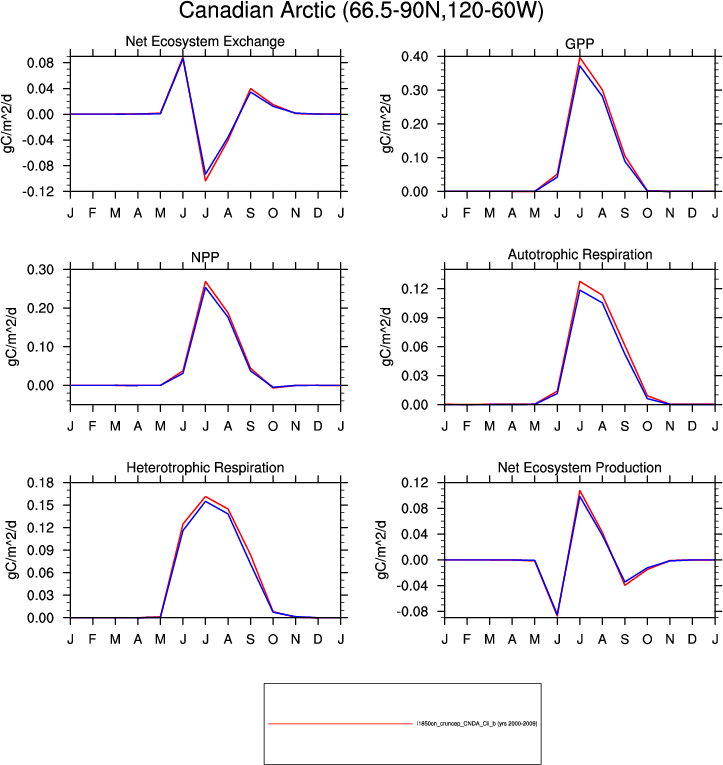 Canadian Arctic (66.5-90N,120-60W)
Net Ecosystem Exchange
gC/m^2/d
0.08
0.04
0.00
-0.04
-0.08
-0.12
J F M A M J J A S O N D J
GPP
gC/m^2/d
0.40
0.30
0.20
0.10
0.00
J F M A M J J A S O N D J
NPP
gC/m^2/d
0.30
0.20
0.10
0.00
J F M A M J J A S O N D J
Autotrophic Respiration
gC/m^2/d
0.12
0.09
0.06
0.03
0.00
J F M A M J J A S O N D J
Heterotrophic Respiration
gC/m^2/d
0.18
0.15
0.12
0.09
0.06
0.03
0.00
J F M A M J J A S O N D J
Net Ecosystem Production
gC/m^2/d
0.12
0.08
0.04
0.00
-0.04
-0.08
J F M A M J J A S O N D J
i1850cn_cruncep_CNDA_Cli_b (yrs 2000-2009)